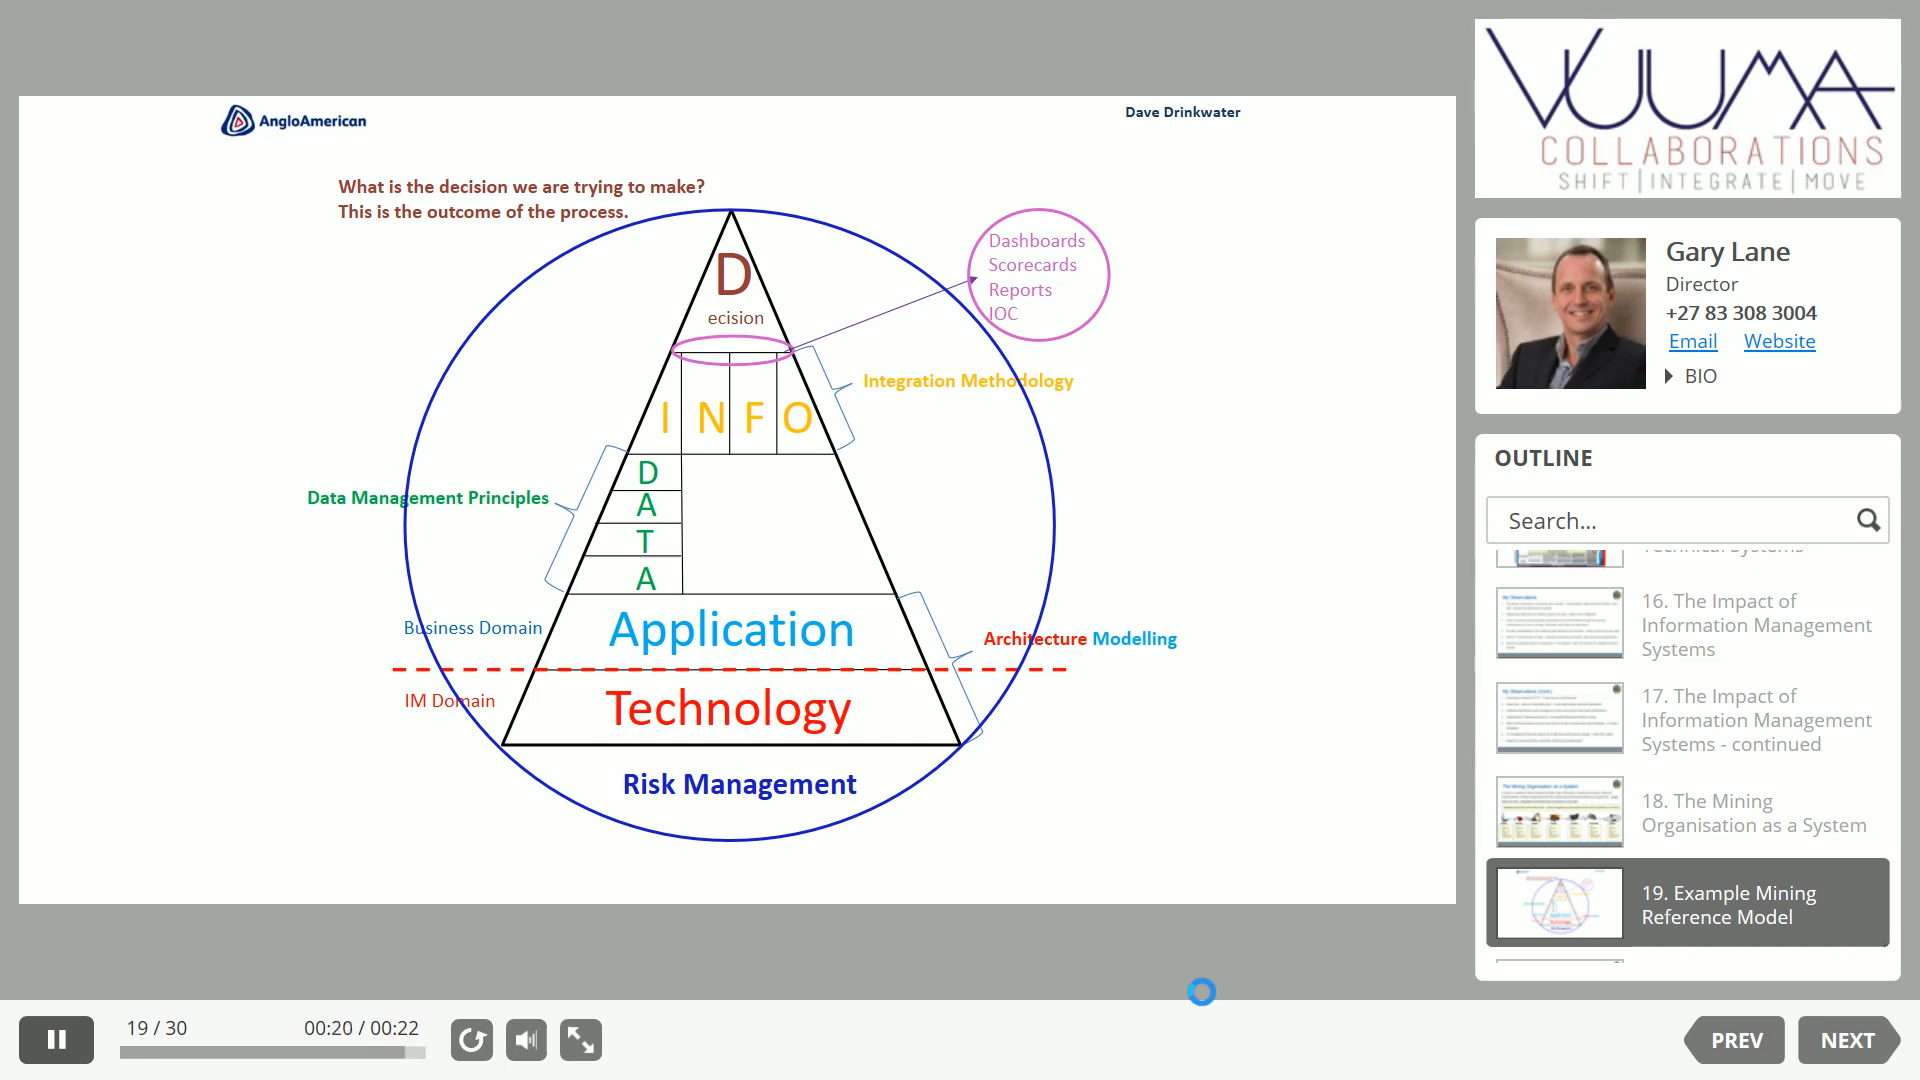 AngloAmerican
Dave Drinkwater
What is the decision we are trying to make?
This is the outcome of the process.
D
ecision
Dashboards
Scorecards
Reports
IOC
Integration Methodology
I N F O
D
A
T
A
Data Management Principles
Business Domain
Application
Architecture Modelling
IM Domain
Technology
Risk Management
VUUMA
COLLABORATIONS
SHIFT|INTEGRATE|MOVE
Gary Lane
Director
+27 83 308 3004
Email Website
BIO
OUTLINE
Search...
Technical Systems
16. The Impact of
Information Management
Systems
17. The Impact of
Information Management
Systems - continued
18. The Mining
Organisation as a System
19. Example Mining
Reference Model
19 / 30
00:20 / 00:22
PREV
NEXT